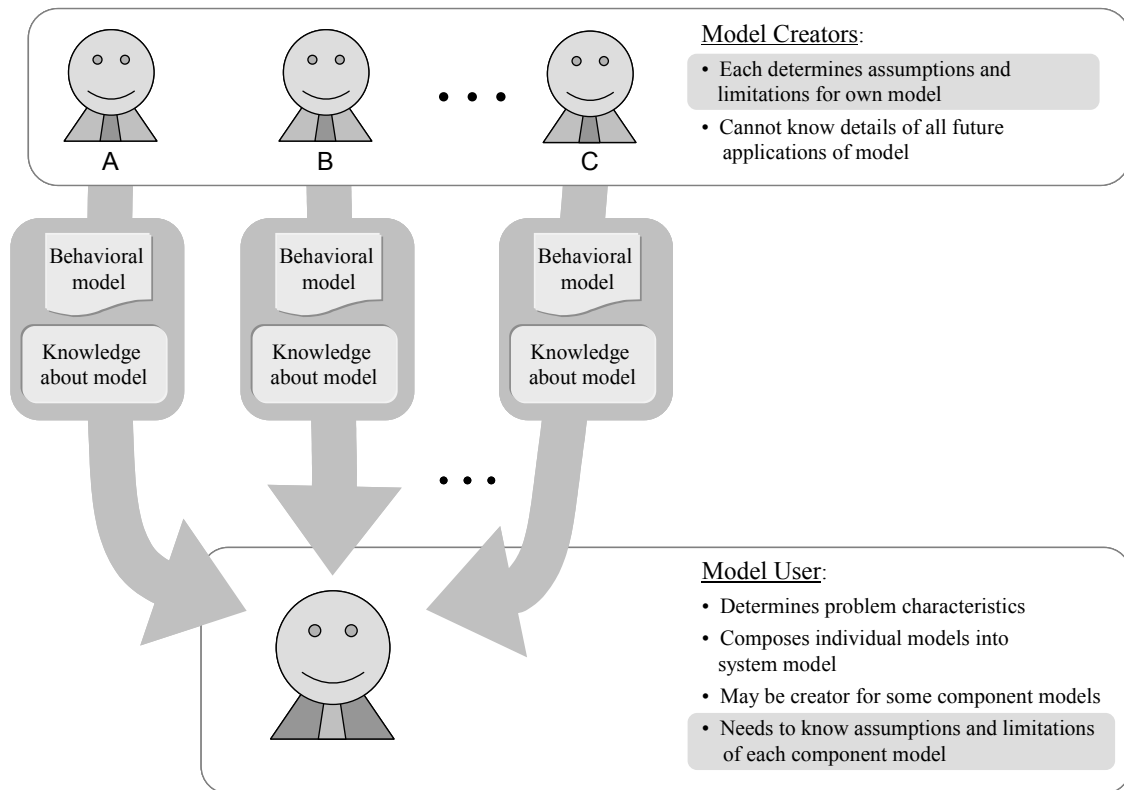 Model Creators:
• Each determines assumptions and
limitations for own model
• Cannot know details of all future
applications of model
A
B
C
Behavioral
model
Knowledge
about model
Behavioral
model
Knowledge
about model
Behavioral
model
Knowledge
about model
Model User:
• Determines problem characteristics
• Composes individual models into
system model
• May be creator for some component models
• Needs to know assumptions and limitations
of each component model